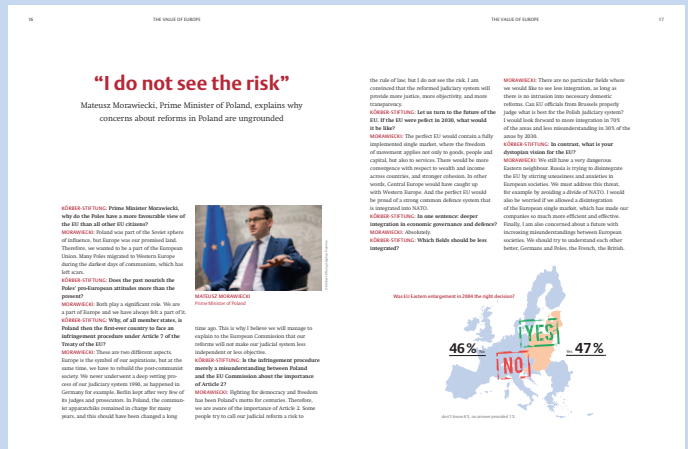 16
THE VALUE OF EUROPE
THE VALUE OF EUROPE
17
“I do not see the risk”
Mateusz Morawiecki, Prime Minister of Poland, explains why
concerns about reforms in Poland are ungrounded
KÖRBER-STIFTUNG: Prime Minister Morawiecki,
why do the Poles have a more favourable view of
the EU than all other EU citizens?
MORAWIECKI: Poland was part of the Soviet sphere
of influence, but Europe was our promised land.
Therefore, we wanted to be a part of the European
Union. Many Poles migrated to Western Europe
during the darkest days of communism, which has
left scars.
KÖRBER-STIFTUNG: Does the past nourish the
Poles’ pro-European attitudes more than the
present?
MORAWIECKI: Both play a significant role. We are
a part of Europe and we have always felt a part of it.
KÖRBER-STIFTUNG: Why, of all member states, is
Poland then the first-ever country to face an
infringement procedure under Article 7 of the
Treaty of the EU?
MORAWIECKI: These are two different aspects.
Europe is the symbol of our aspirations, but at the
same time, we have to rebuild the post-communist
society. We never underwent a deep vetting pro-
cess of our judiciary system 1990, as happened in
Germany for example. Berlin kept after very few of
its judges and prosecutors. In Poland, the commun-
ist apparatchiks remained in charge for many
years, and this should have been changed a long
MATEUSZ MORAWIECKI
Prime Minister of Poland
time ago. This is why I believe we will manage to
explain to the European Commission that our
reforms will not make our judicial system less
independent or less objective.
KÖRBER-STIFTUNG: Is the infringement procedure
merely a misunderstanding between Poland
and the EU Commission about the importance
of Article 2?
MORAWIECKI: Fighting for democracy and freedom
has been Poland’s motto for centuries. Therefore,
we are aware of the importance of Article 2. Some
people try to call our judicial reform a risk to
the rule of law, but I do not see the risk. I am
convinced that the reformed judiciary system will
provide more justice, more objectivity, and more
transparency.
KÖRBER-STIFTUNG: Let us turn to the future of the
EU. If the EU were pefect in 2030, what would
it be like?
MORAWIECKI: The perfect EU would contain a fully
implemented single market, where the freedom
of movement applies not only to goods, people and
capital, but also to services. There would be more
convergence with respect to wealth and income
across countries, and stronger cohesion. In other
words, Central Europe would have caught up
with Western Europe. And the perfect EU would
be proud of a strong common defence system that
is integrated into NATO.
KÖRBER-STIFTUNG: In one sentence: deeper
integration in economic governance and defence?
MORAWIECKI: Absolutely.
KÖRBER-STIFTUNG: Which fields should be less
integrated?
MORAWIECKI: There are no particular fields where
we would like to see less integration, as long as
there is no intrusion into necessary domestic
reforms. Can EU officials from Brussels properly
judge what is best for the Polish judiciary system?
I would look forward to more integration in 70%
of the areas and less misunderstanding in 30% of the
areas by 2030.
KÖRBER-STIFTUNG: In contrast, what is your
dystopian vision for the EU?
MORAWIECKI: We still have a very dangerous
Eastern neighbour. Russia is trying to disintegrate
the EU by stirring uneasiness and anxieties in
European societies. We must address this threat,
for example by avoiding a divide of NATO. I would
also be worried if we allowed a disintegration
of the European single market, which has made our
companies so much more efficient and effective.
Finally, I am also concerned about a future with
increasing misunderstandings between European
societies. We should try to understand each other
better, Germans and Poles, the French, the British.
Was EU Eastern enlargement in 2004 the right decision?
YES
46% No
Yes 47%
NO
don’t know 6%, no answer provided 1%